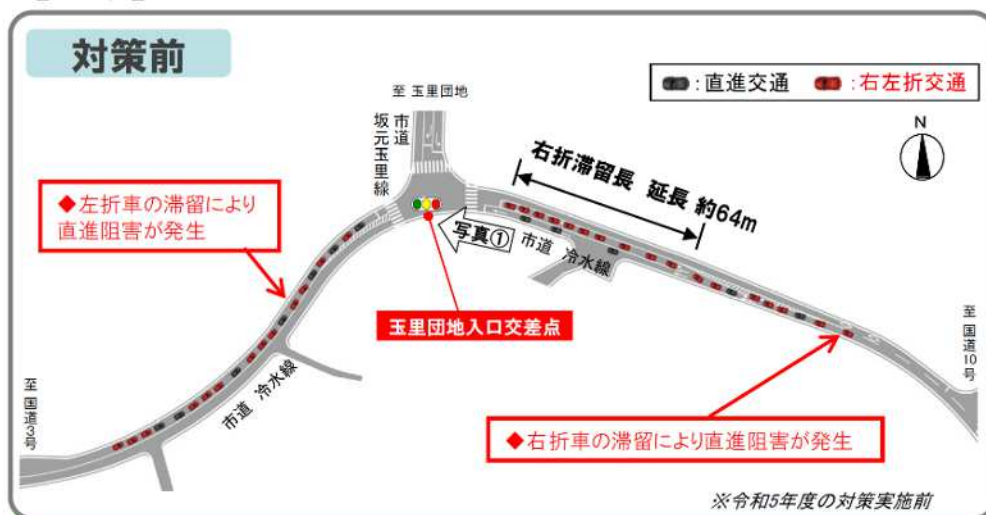 対策前
:直進交通
:右左折交通
至 玉里団地
市道
坂元玉里線
N
右折滞留長 延長 約64m
◆左折車の滞留により
直進阻害が発生
写真①
市道 冷水線
玉里団地入口交差点
至 国道10号
至 国道3号
市道 冷水線
◆右折車の滞留により直進阻害が発生
※令和5年度の対策実施前